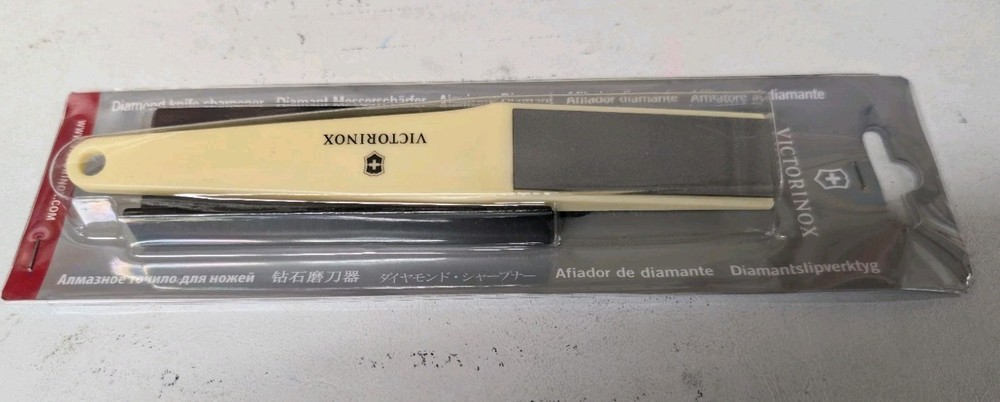 Diamond knife sharpener Diamant-Messerschärfer Afiador diamante Affilatore a diamante
VICTORINOX
VICTORINOX
.COM
Алмазное точило для ножей 钻石磨刀器 ダイヤモンド・シャープナー Afiador de diamante Diamantslipverktyg